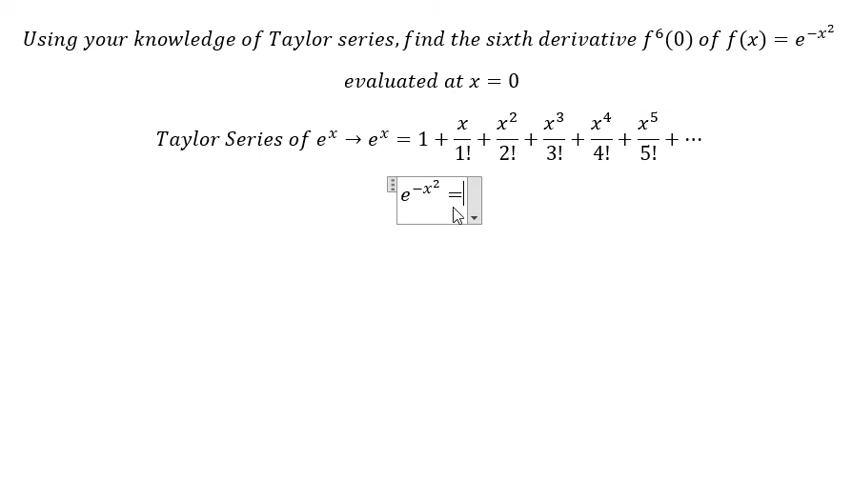 Using your knowledge of Taylor series, find the sixth derivative f⁶(0) of f(x) = e^{-x²}
evaluated at x = 0
Taylor Series of eˣ → eˣ = 1 + x/1! + x²/2! + x³/3! + x⁴/4! + x⁵/5! + ⋯
e^{-x²} =